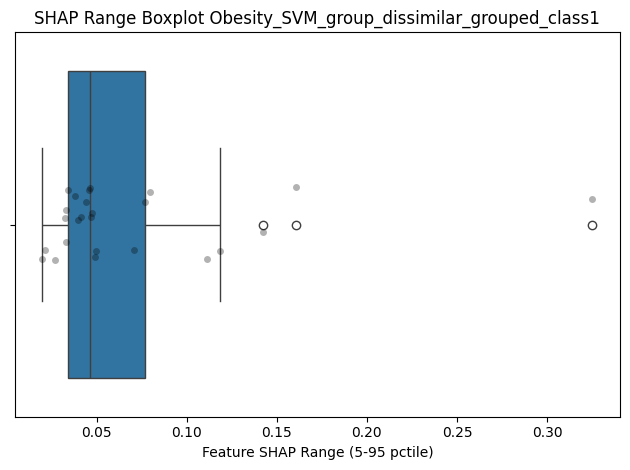 SHAP Range Boxplot Obesity_SVM_group_dissimilar_grouped_class1
0.05 0.10 0.15 0.20 0.25 0.30
Feature SHAP Range (5-95 pctile)